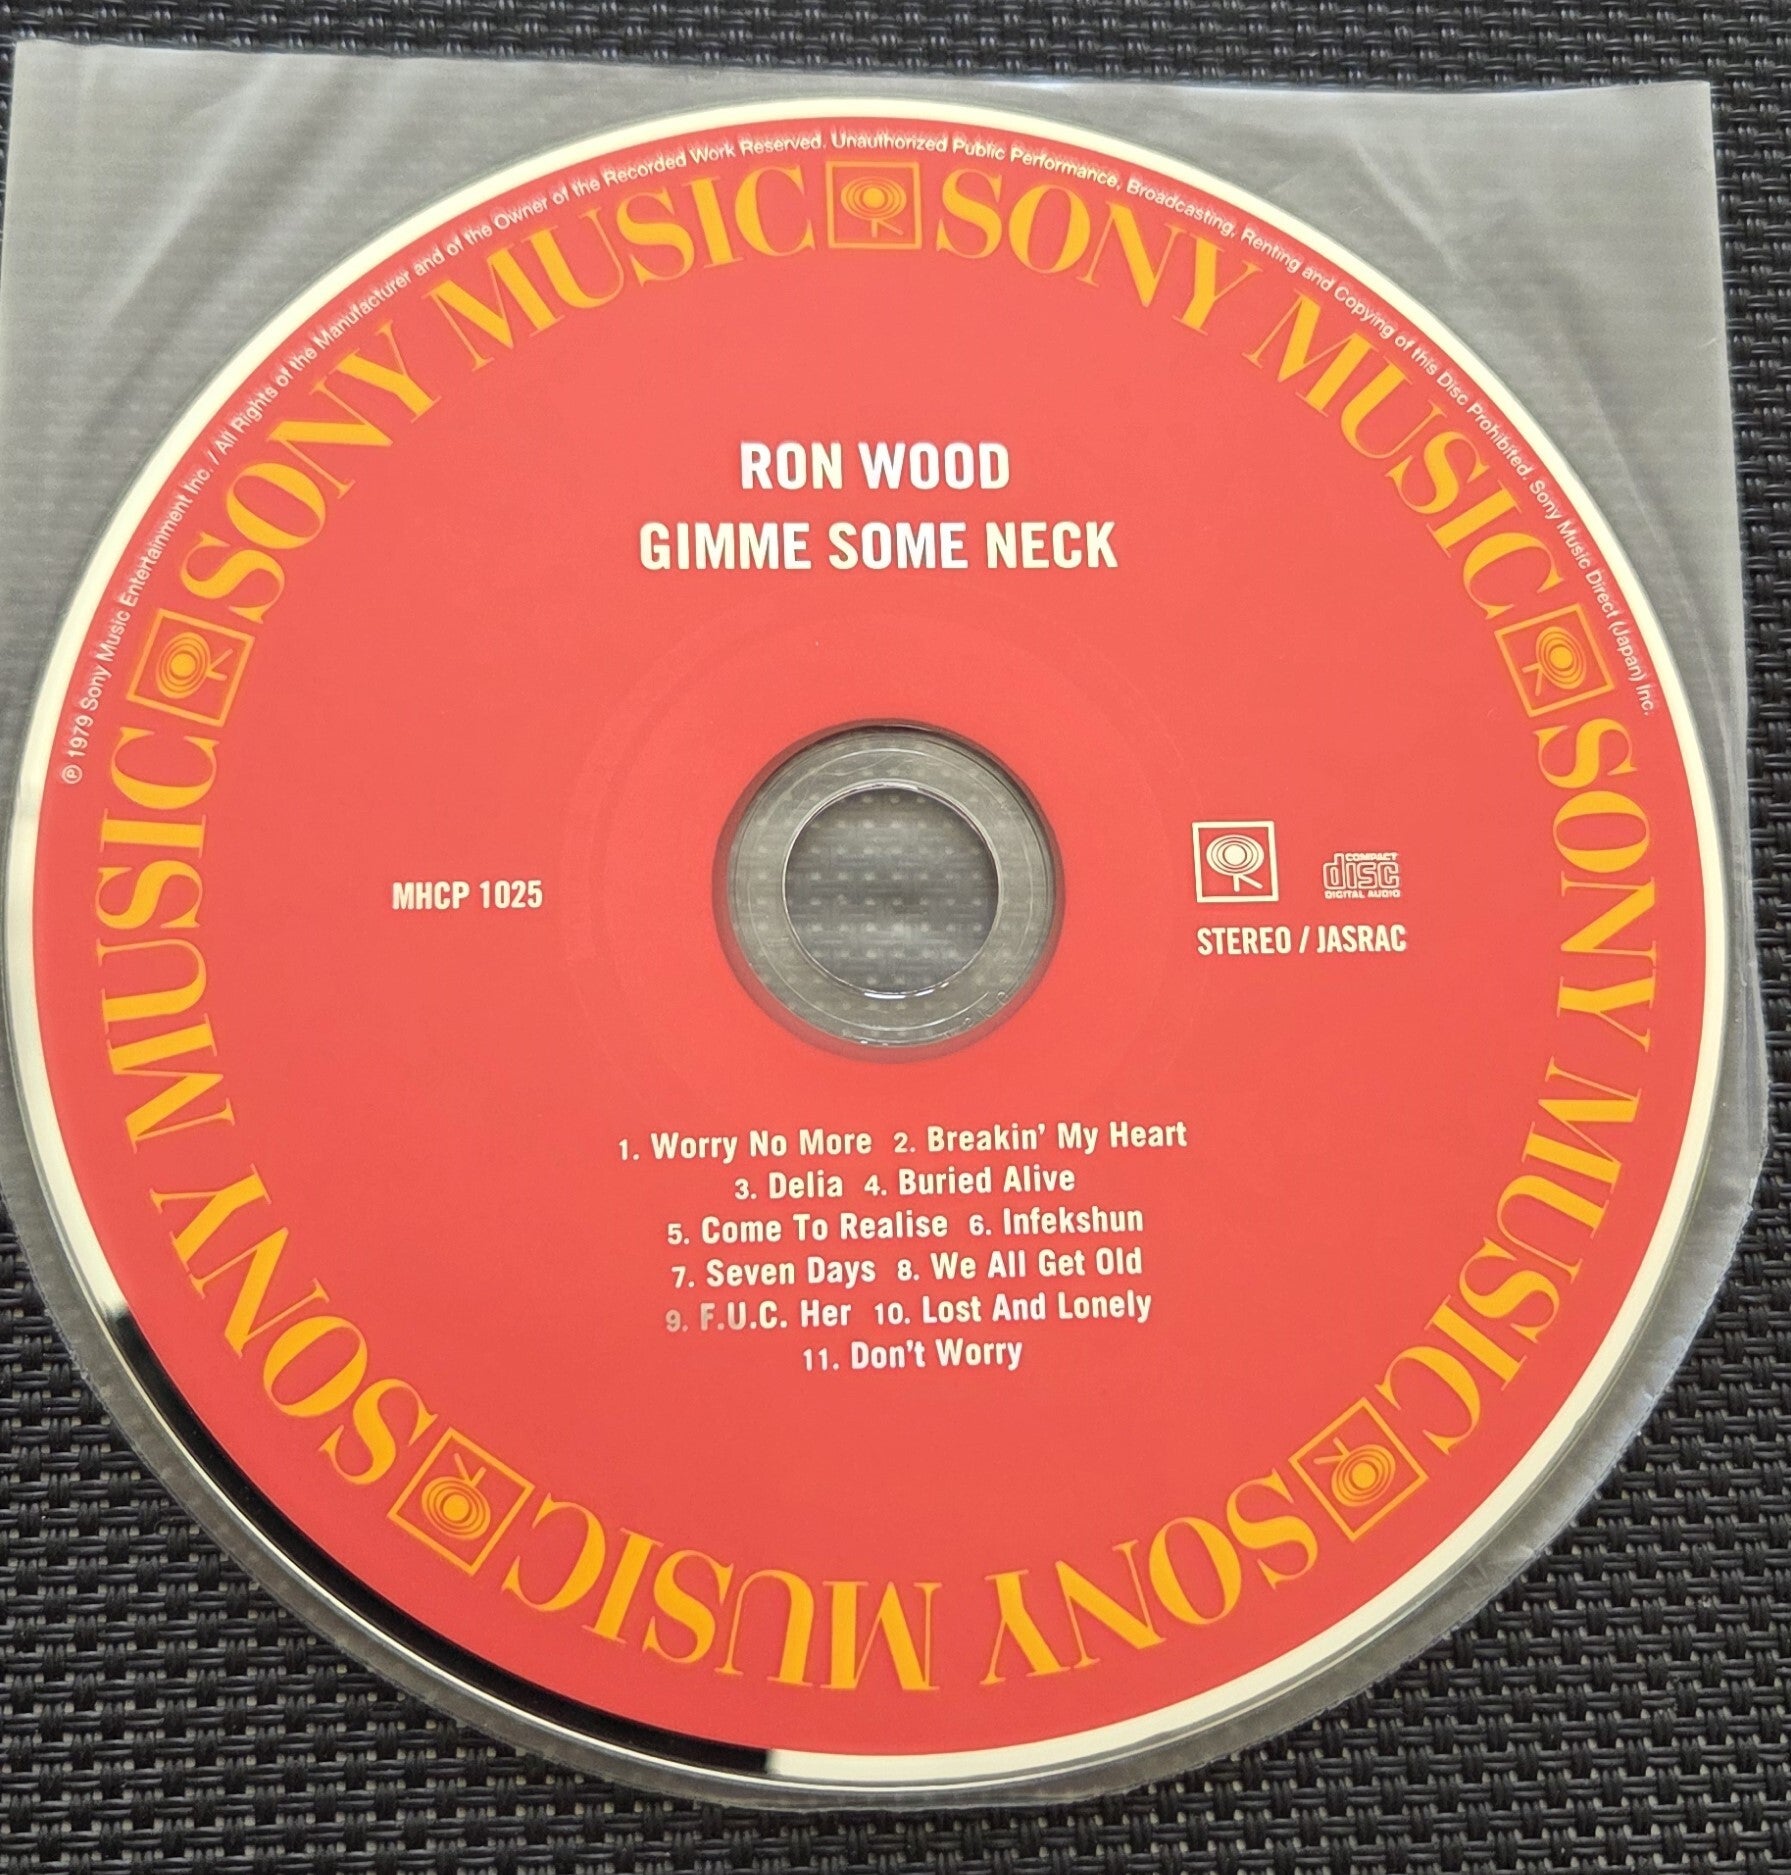 ℗ 1979 Sony Music Entertainment Inc. / All Rights of the Manufacturer and of the Owner of the Recorded Work Reserved. Unauthorized Public Performance, Broadcasting, Renting and Copying of this Disc Prohibited. Sony Music Direct (Japan) Inc.
SONY MUSIC SONY MUSIC SONY MUSIC SONY MUSIC SONY MUSIC
RON WOOD
GIMME SOME NECK
MHCP 1025
COMPACT
disc
DIGITAL AUDIO
STEREO / JASRAC
1. Worry No More 2. Breakin' My Heart
3. Delia 4. Buried Alive
5. Come To Realise 6. Infekshun
7. Seven Days 8. We All Get Old
9. F.U.C. Her 10. Lost And Lonely
11. Don't Worry